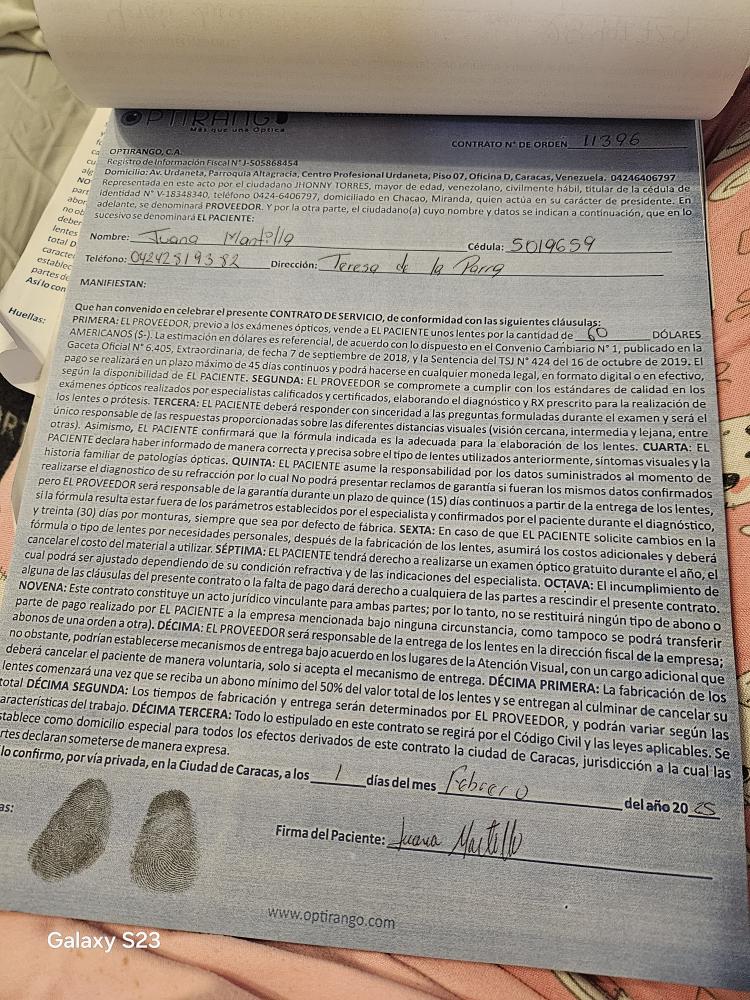 OPTIRANGO
Más que una Óptica
CONTRATO N° DE ORDEN 11396
OPTIRANGO, C.A.
Registro de Información Fiscal N° J-505868454
Domicilio: Av. Urdaneta, Parroquia Altagracia, Centro Profesional Urdaneta, Piso 07, Oficina D, Caracas, Venezuela. 04246406797
Representada en este acto por el ciudadano JHONNY TORRES, mayor de edad, venezolano, civilmente hábil, titular de la cédula de
identidad N° V-18348340, teléfono 0424-6406797, domiciliado en Chacao, Miranda, quien actúa en su carácter de presidente. En
adelante, se denominará PROVEEDOR. Y por la otra parte, el ciudadano(a) cuyo nombre y datos se indican a continuación, que en lo
sucesivo se denominará EL PACIENTE:
Nombre: Juana Mantilla Cédula: 5019659
Teléfono: 04242819382 Dirección: Teresa de la Parra
MANIFIESTAN:
Que han convenido en celebrar el presente CONTRATO DE SERVICIO, de conformidad con las siguientes cláusulas:
PRIMERA: EL PROVEEDOR, previo a los exámenes ópticos, vende a EL PACIENTE unos lentes por la cantidad de 60 DÓLARES
AMERICANOS ($-). La estimación en dólares es referencial, de acuerdo con lo dispuesto en el Convenio Cambiario N° 1, publicado en la
Gaceta Oficial N° 6.405, Extraordinaria, de fecha 7 de septiembre de 2018, y la Sentencia del TSJ N° 424 del 16 de octubre de 2019. El
pago se realizará en un plazo máximo de 45 días continuos y podrá hacerse en cualquier moneda legal, en formato digital o en efectivo,
según la disponibilidad de EL PACIENTE. SEGUNDA: EL PROVEEDOR se compromete a cumplir con los estándares de calidad en los
exámenes ópticos realizados por especialistas calificados y certificados, elaborando el diagnóstico y RX prescrito para la realización de
los lentes o prótesis. TERCERA: EL PACIENTE deberá responder con sinceridad a las preguntas formuladas durante el examen y será el
único responsable de las respuestas proporcionadas sobre las diferentes distancias visuales (visión cercana, intermedia y lejana, entre
otras). Asimismo, EL PACIENTE confirmará que la fórmula indicada es la adecuada para la elaboración de los lentes. CUARTA: EL
PACIENTE declara haber informado de manera correcta y precisa sobre el tipo de lentes utilizados anteriormente, síntomas visuales y la
historia familiar de patologías ópticas. QUINTA: EL PACIENTE asume la responsabilidad por los datos suministrados al momento de
realizarse el diagnostico de su refracción por lo cual No podrá presentar reclamos de garantía si fueran los mismos datos confirmados
pero EL PROVEEDOR será responsable de la garantía durante un plazo de quince (15) días continuos a partir de la entrega de los lentes,
si la fórmula resulta estar fuera de los parámetros establecidos por el especialista y confirmados por el paciente durante el diagnóstico,
y treinta (30) días por monturas, siempre que sea por defecto de fábrica. SEXTA: En caso de que EL PACIENTE solicite cambios en la
fórmula o tipo de lentes por necesidades personales, después de la fabricación de los lentes, asumirá los costos adicionales y deberá
cancelar el costo del material a utilizar. SÉPTIMA: EL PACIENTE tendrá derecho a realizarse un examen óptico gratuito durante el año, el
cual podrá ser ajustado dependiendo de su condición refractiva y de las indicaciones del especialista. OCTAVA: El incumplimiento de
alguna de las cláusulas del presente contrato o la falta de pago dará derecho a cualquiera de las partes a rescindir el presente contrato.
NOVENA: Este contrato constituye un acto jurídico vinculante para ambas partes; por lo tanto, no se restituirá ningún tipo de abono o
parte de pago realizado por EL PACIENTE a la empresa mencionada bajo ninguna circunstancia, como tampoco se podrá transferir
abonos de una orden a otra). DÉCIMA: EL PROVEEDOR será responsable de la entrega de los lentes en la dirección fiscal de la empresa;
no obstante, podrían establecerse mecanismos de entrega bajo acuerdo en los lugares de la Atención Visual, con un cargo adicional que
deberá cancelar el paciente de manera voluntaria, solo si acepta el mecanismo de entrega. DÉCIMA PRIMERA: La fabricación de los
lentes comenzará una vez que se reciba un abono mínimo del 50% del valor total de los lentes y se entregan al culminar de cancelar su
total DÉCIMA SEGUNDA: Los tiempos de fabricación y entrega serán determinados por EL PROVEEDOR, y podrán variar según las
aracterísticas del trabajo. DÉCIMA TERCERA: Todo lo estipulado en este contrato se regirá por el Código Civil y las leyes aplicables. Se
stablece como domicilio especial para todos los efectos derivados de este contrato la ciudad de Caracas, jurisdicción a la cual las
rtes declaran someterse de manera expresa.
lo confirmo, por vía privada, en la Ciudad de Caracas, a los 1 días del mes Febrero del año 2025
as:
Firma del Paciente: Juana Mantilla
www.optirango.com
Huellas:
Así lo con
Galaxy S23